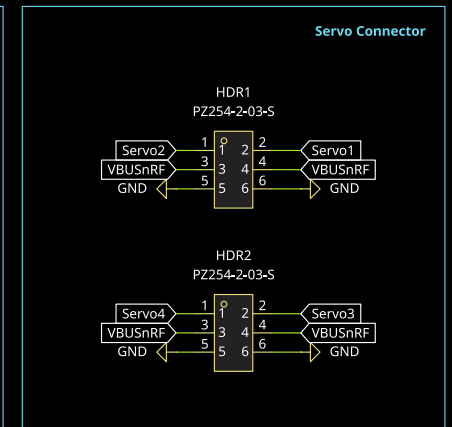 Servo Connector
HDR1
PZ254-2-03-S
Servo2 1 1 2 2 Servo1
VBUSnRF 3 3 4 4 VBUSnRF
GND 5 5 6 6 GND
HDR2
PZ254-2-03-S
Servo4 1 1 2 2 Servo3
VBUSnRF 3 3 4 4 VBUSnRF
GND 5 5 6 6 GND